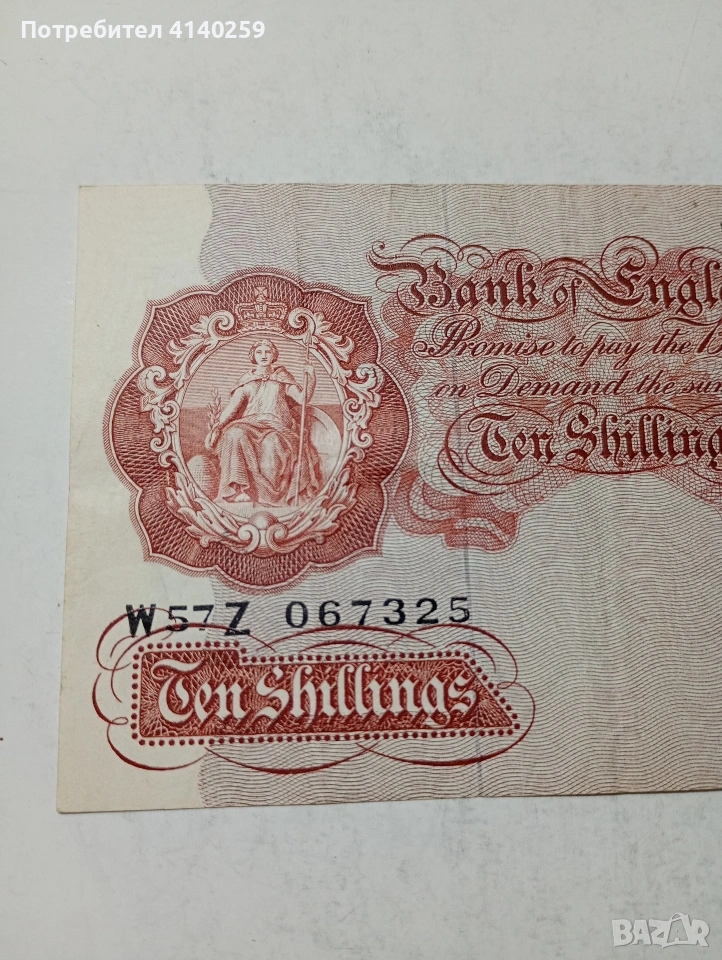 Потребител 4140259
Bank of Engl
Promise to pay the
on Demand the sum
Ten Shilling
W57Z 067325
Ten Shillings
BAZAR